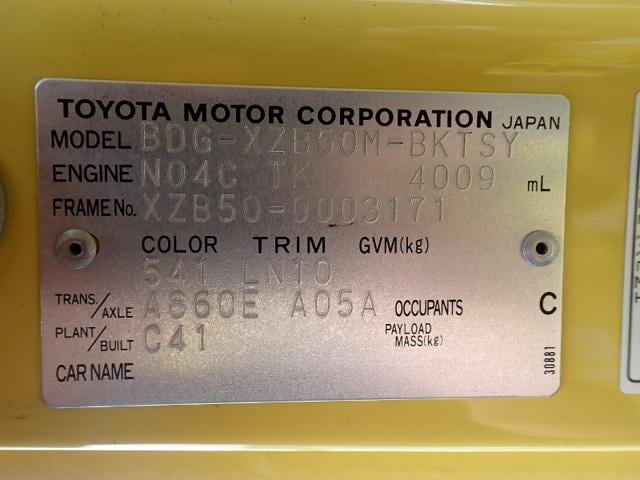 TOYOTA MOTOR CORPORATION JAPAN
MODEL BDG-XZB50M-BKTSY
ENGINE N04C TK 4009 mL
FRAME No. XZB50-0003171
COLOR TRIM GVM(kg)
541 LN10
TRANS./AXLE A860E A05A OCCUPANTS C
PLANT/BUILT C41 PAYLOAD MASS(kg)
CAR NAME
30881